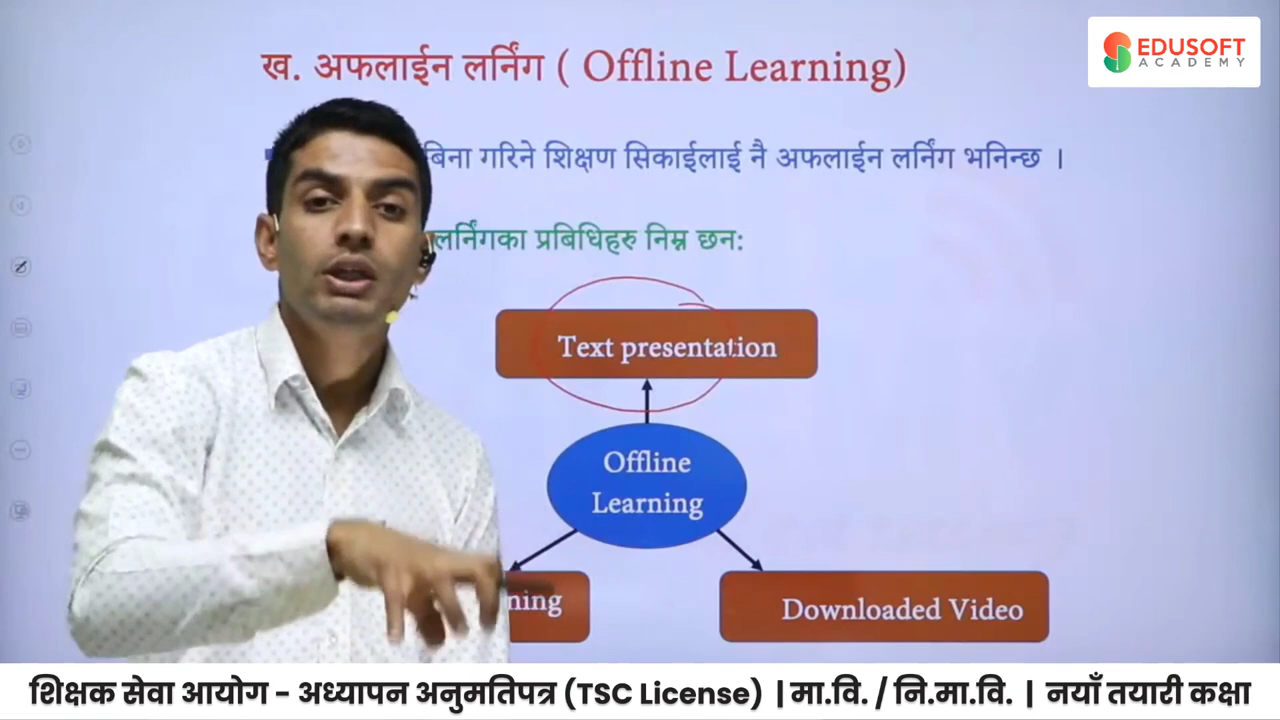 EDUSOFT
ACADEMY
ख. अफलाईन लर्निंग ( Offline Learning)
बिना गरिने शिक्षण सिकाईलाई नै अफलाईन लर्निंग भनिन्छ ।
लर्निंगका प्रबिधिहरु निम्न छन:
Text presentation
Offline
Learning
ning
Downloaded Video
शिक्षक सेवा आयोग - अध्यापन अनुमतिपत्र (TSC License) | मा.वि. / नि.मा.वि. | नयाँ तयारी कक्षा